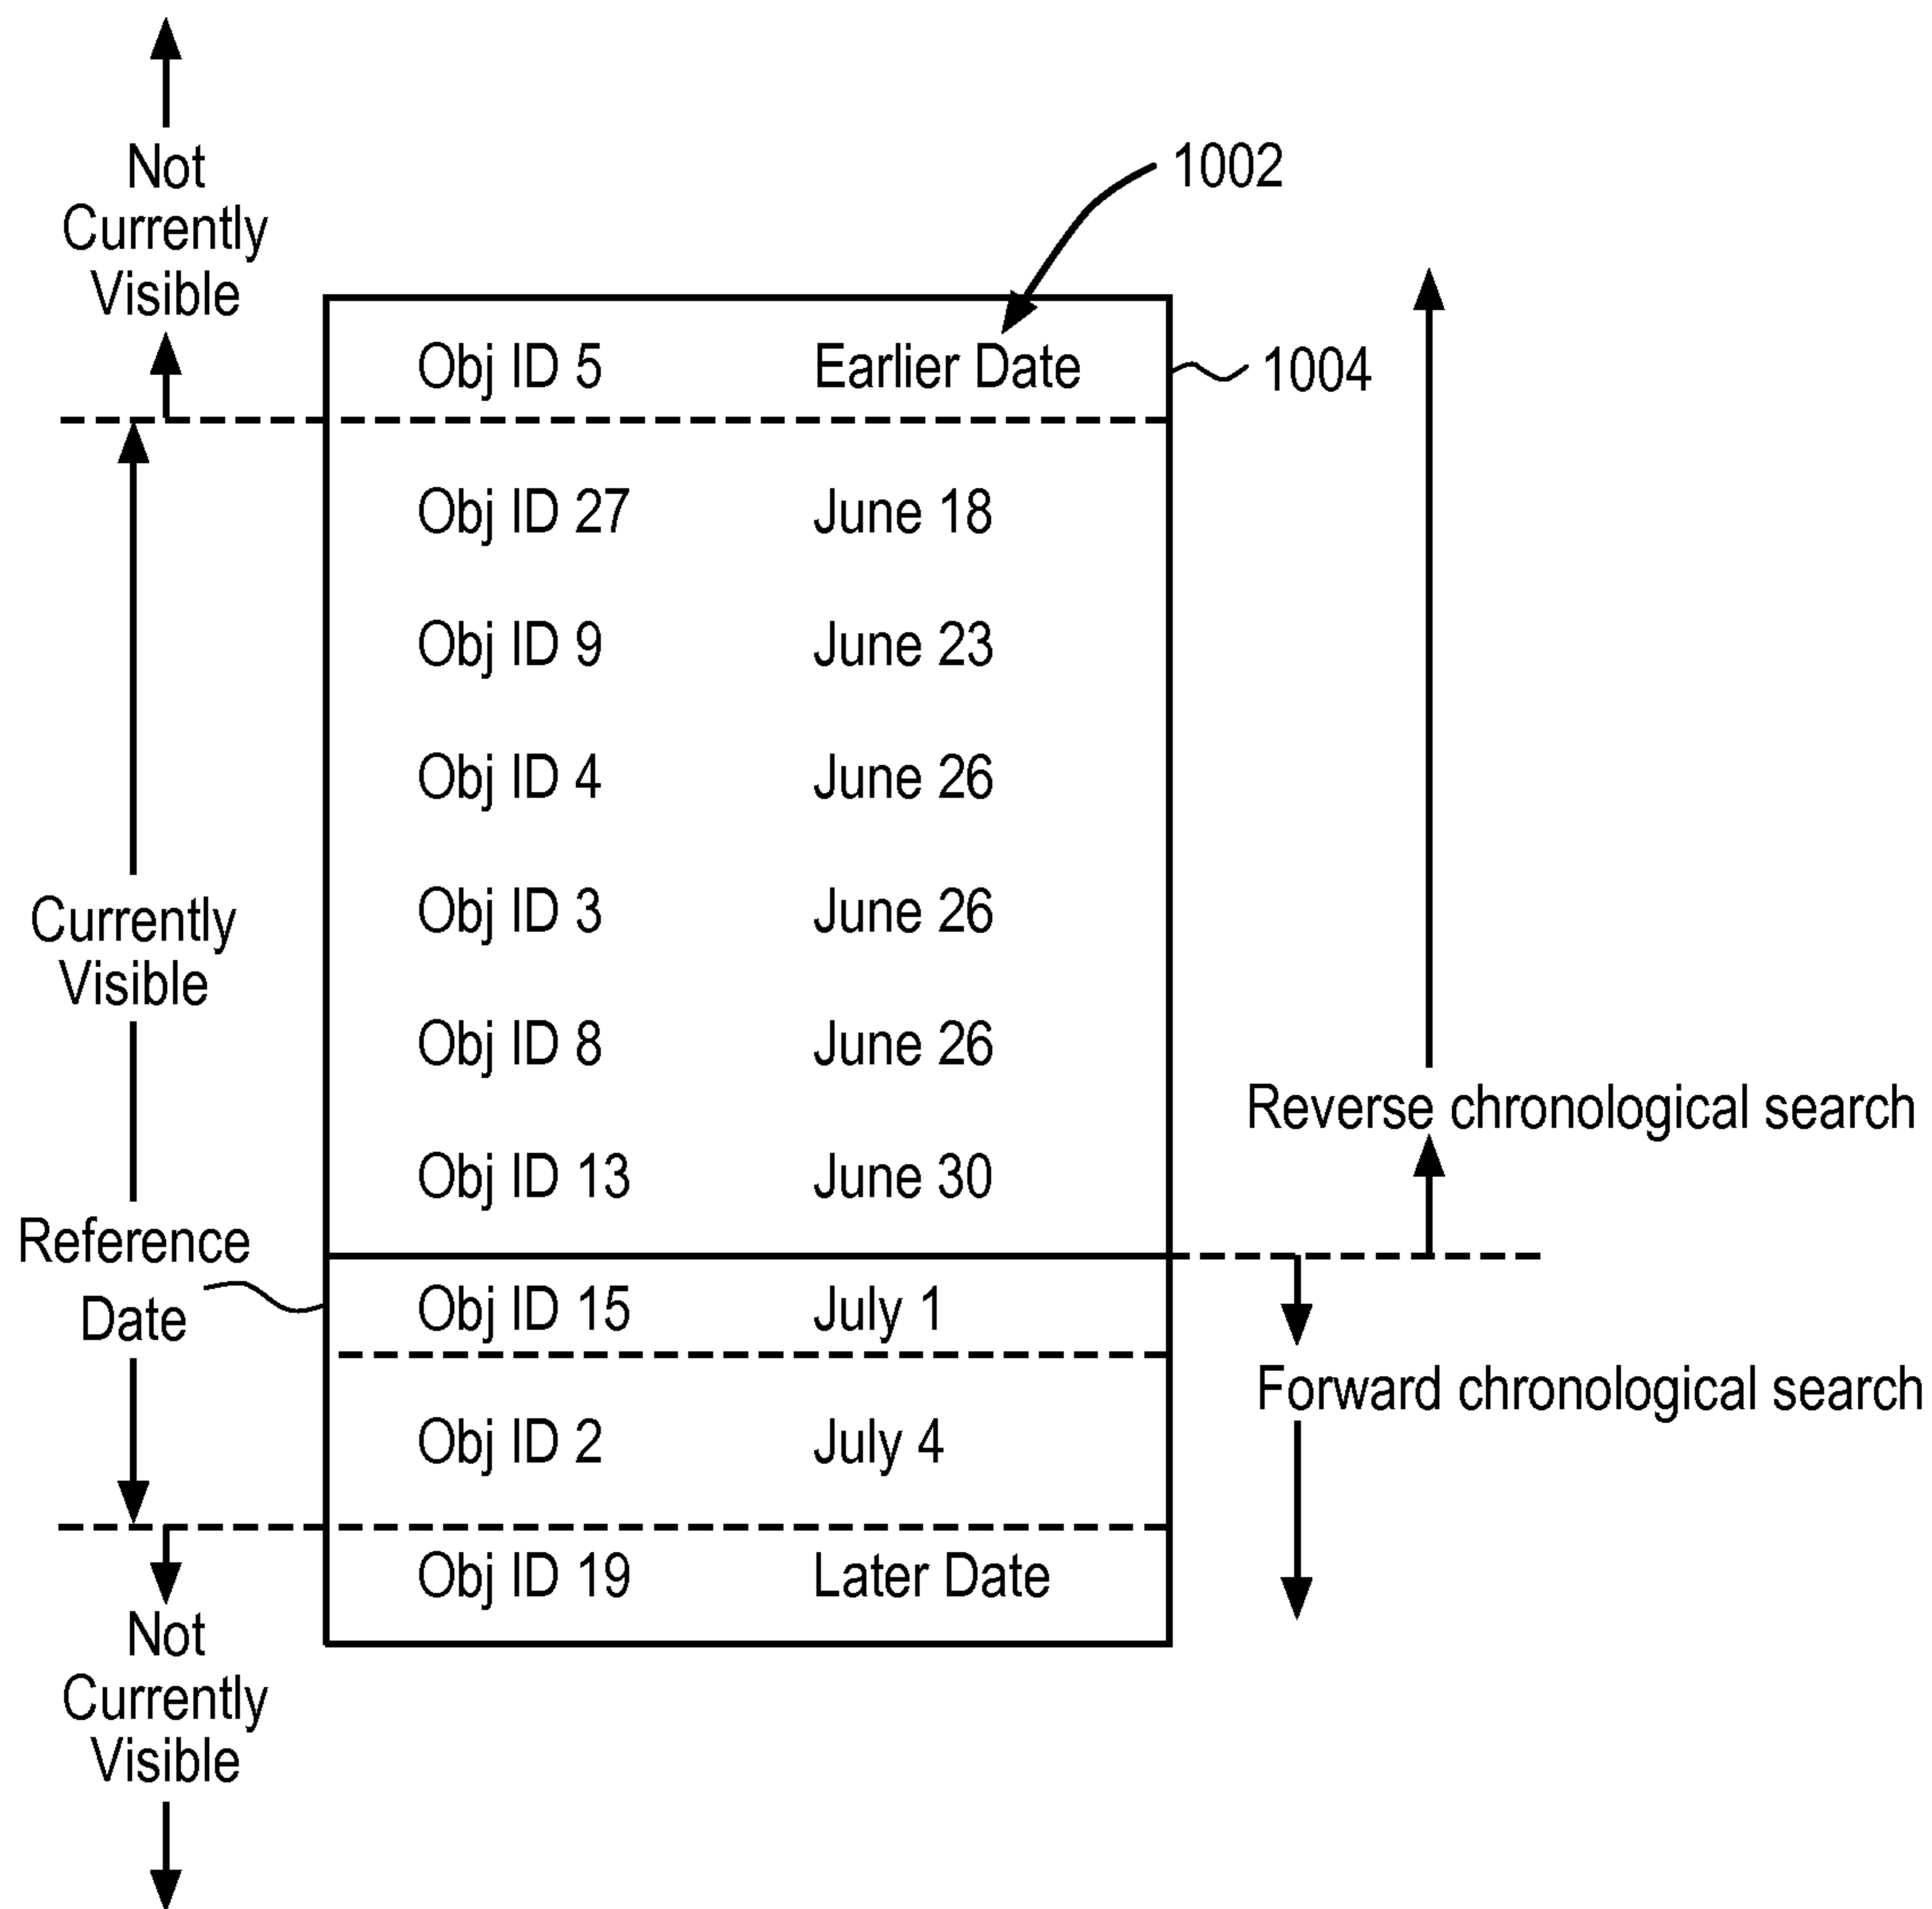 Not
Currently
Visible
1002
Obj ID 5 Earlier Date
1004
Obj ID 27 June 18
Obj ID 9 June 23
Obj ID 4 June 26
Obj ID 3 June 26
Currently
Visible
Obj ID 8 June 26
Reverse chronological search
Obj ID 13 June 30
Reference
Date
Obj ID 15 July 1
Forward chronological search
Obj ID 2 July 4
Obj ID 19 Later Date
Not
Currently
Visible